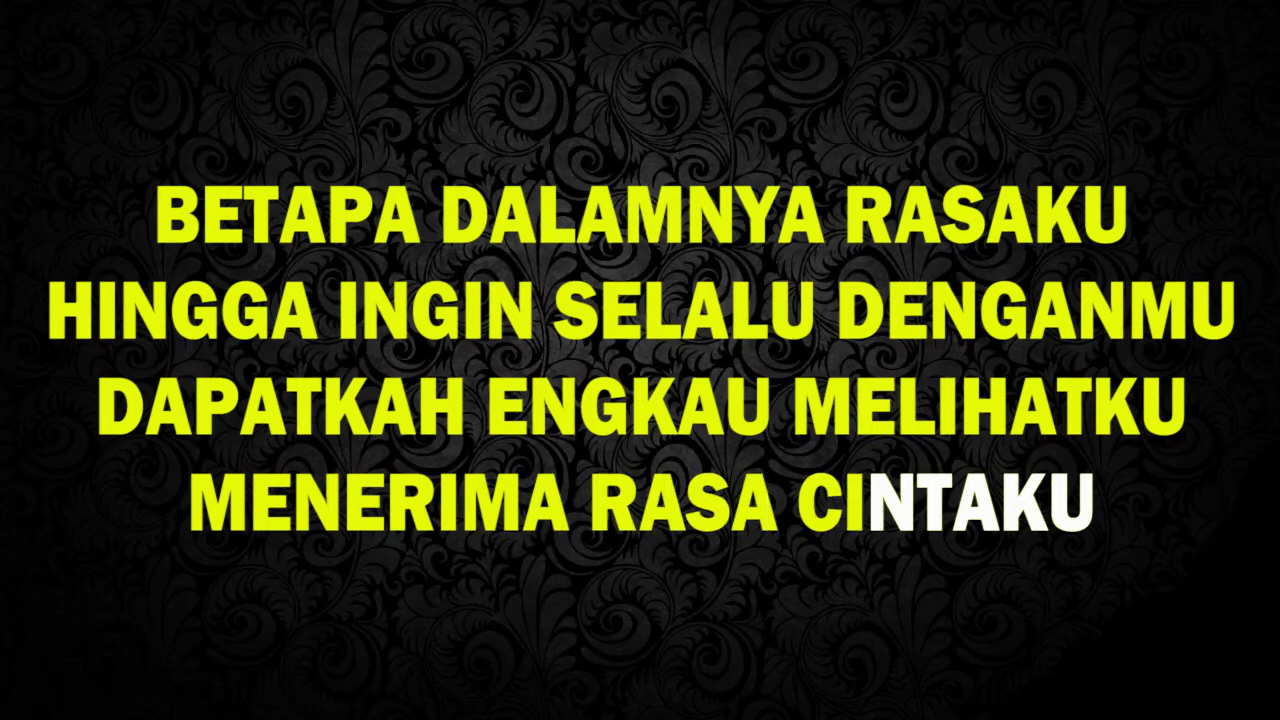 BETAPA DALAMNYA RASAKU
HINGGA INGIN SELALU DENGANMU
DAPATKAH ENGKAU MELIHATKU
MENERIMA RASA CINTAKU